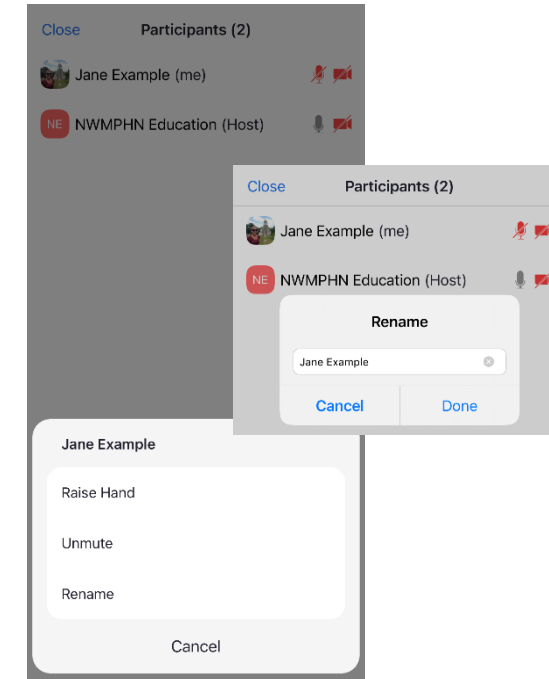 Close Participants (2)
Jane Example (me)
NE NWMPHN Education (Host)
Jane Example
Raise Hand
Unmute
Rename
Cancel
Close Participants (2)
Jane Example (me)
NE NWMPHN Education (Host)
Rename
Jane Example
Cancel Done